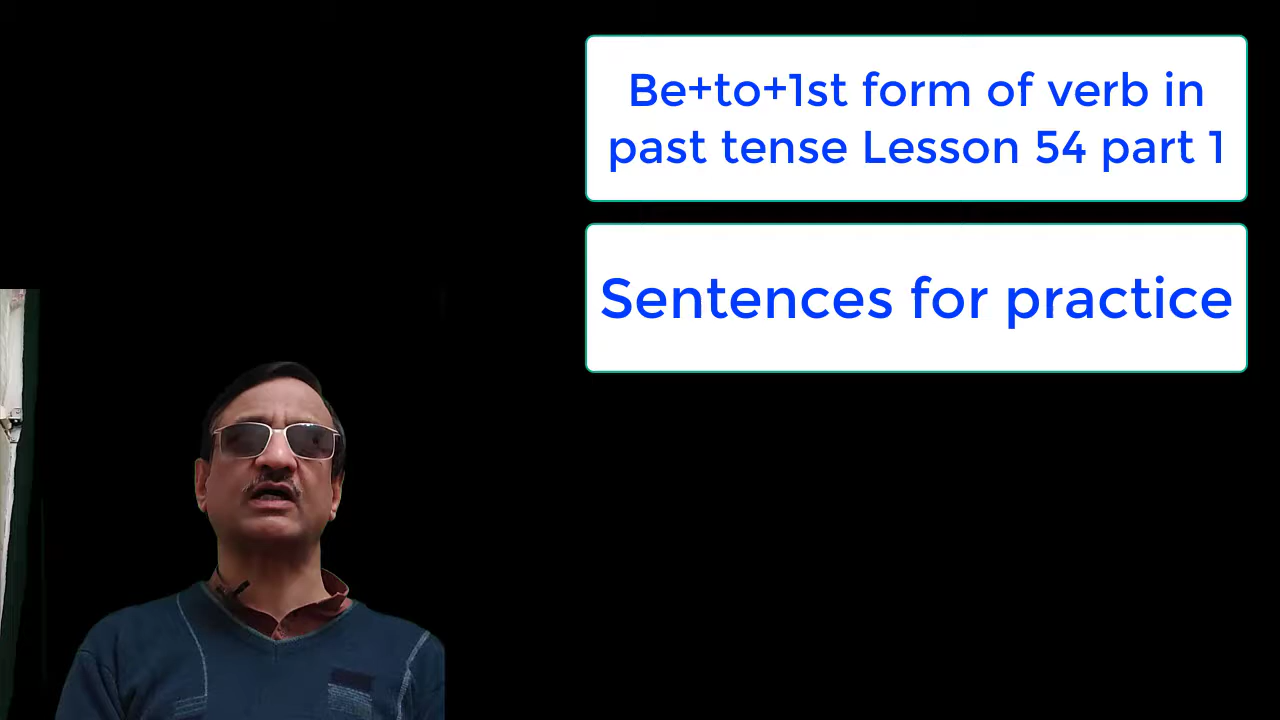 Be+to+1st form of verb in
past tense Lesson 54 part 1
Sentences for practice